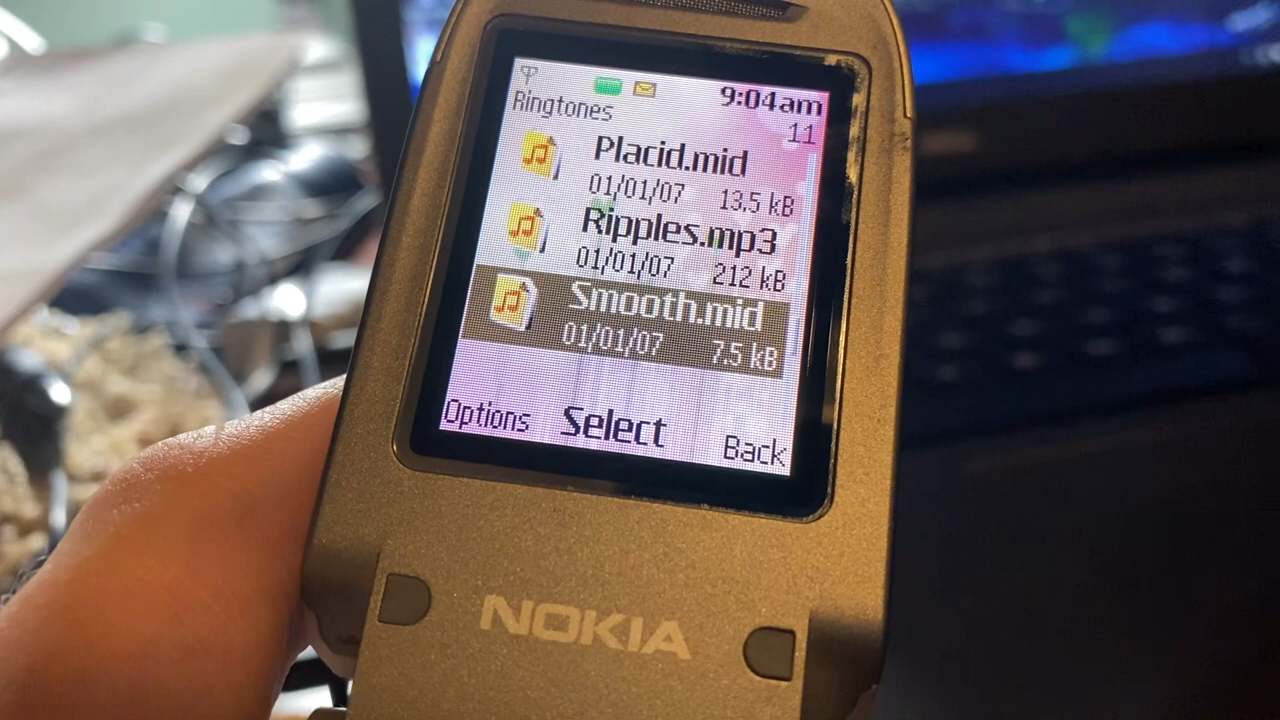 9:04am
Ringtones
11
Placid.mid
01/01/07 13.5 kB
Ripples.mp3
01/01/07 212 kB
Smooth.mid
01/01/07 7.5 kB
Options Select Back
NOKIA